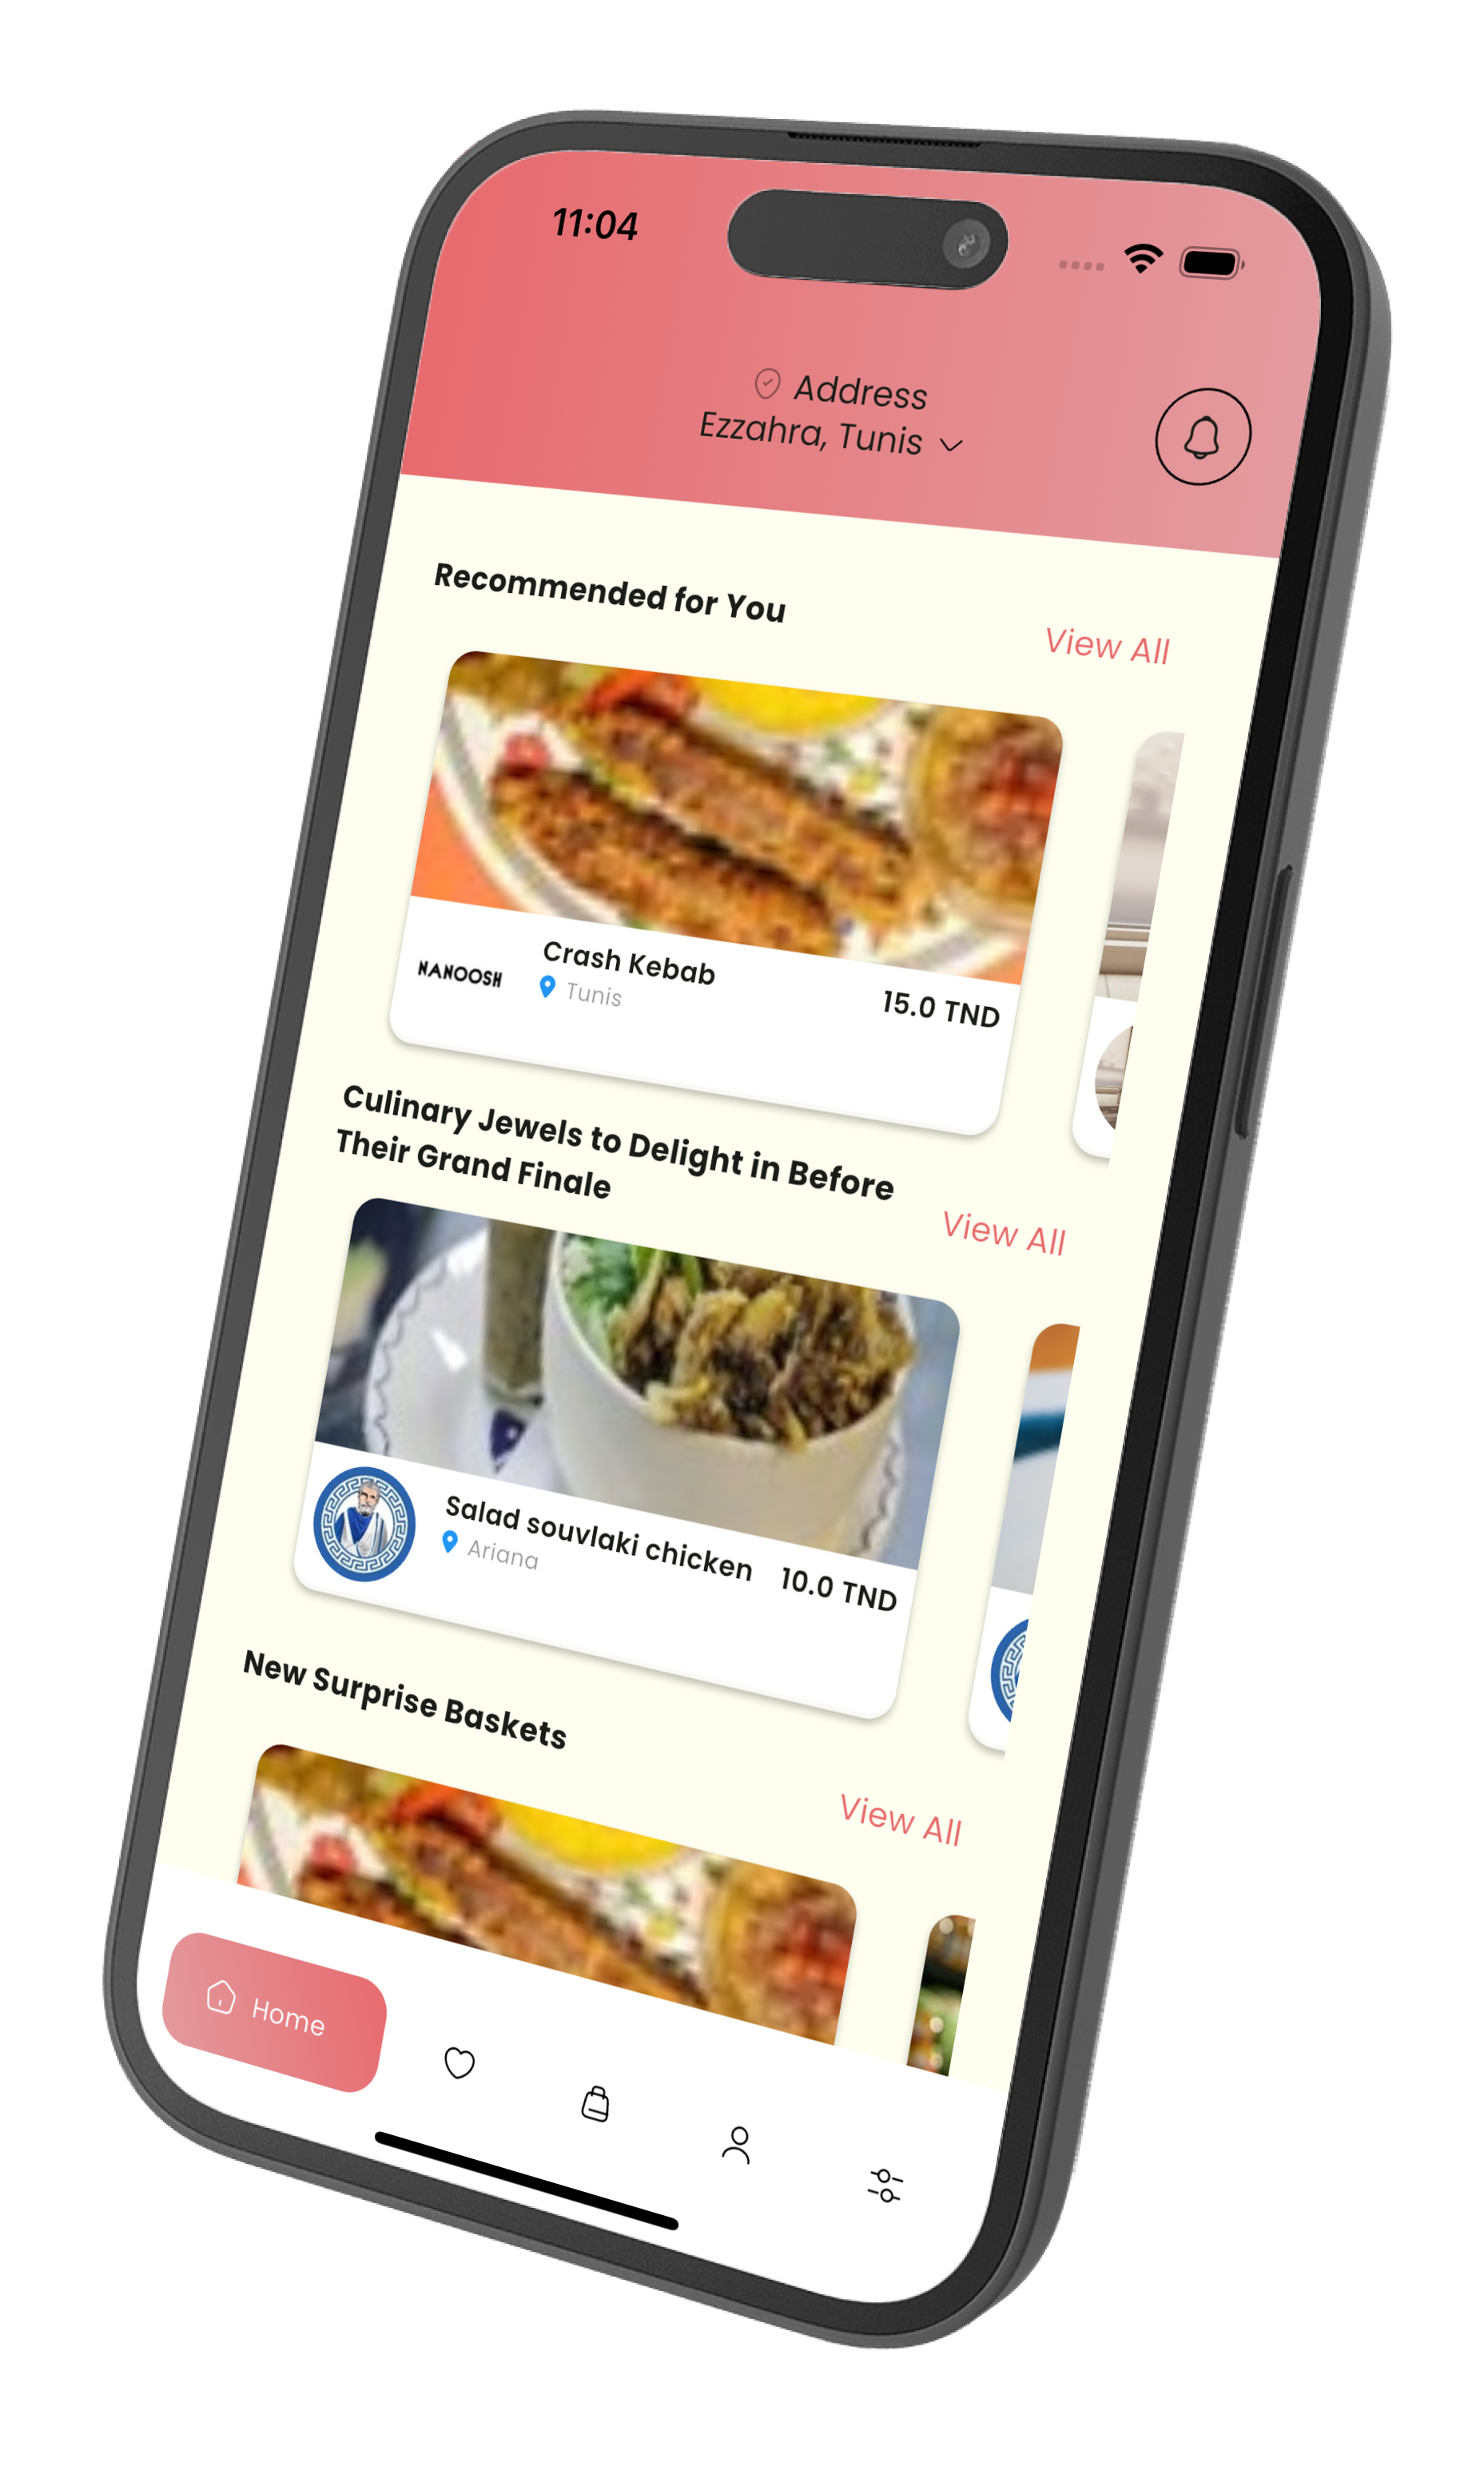 11:04
Address
Ezzahra, Tunis
Recommended for You
View All
NANOOSH
Crash Kebab
Tunis
15.0 TND
Culinary Jewels to Delight in Before
Their Grand Finale
View All
Salad souvlaki chicken
Ariana
10.0 TND
New Surprise Baskets
View All
Home